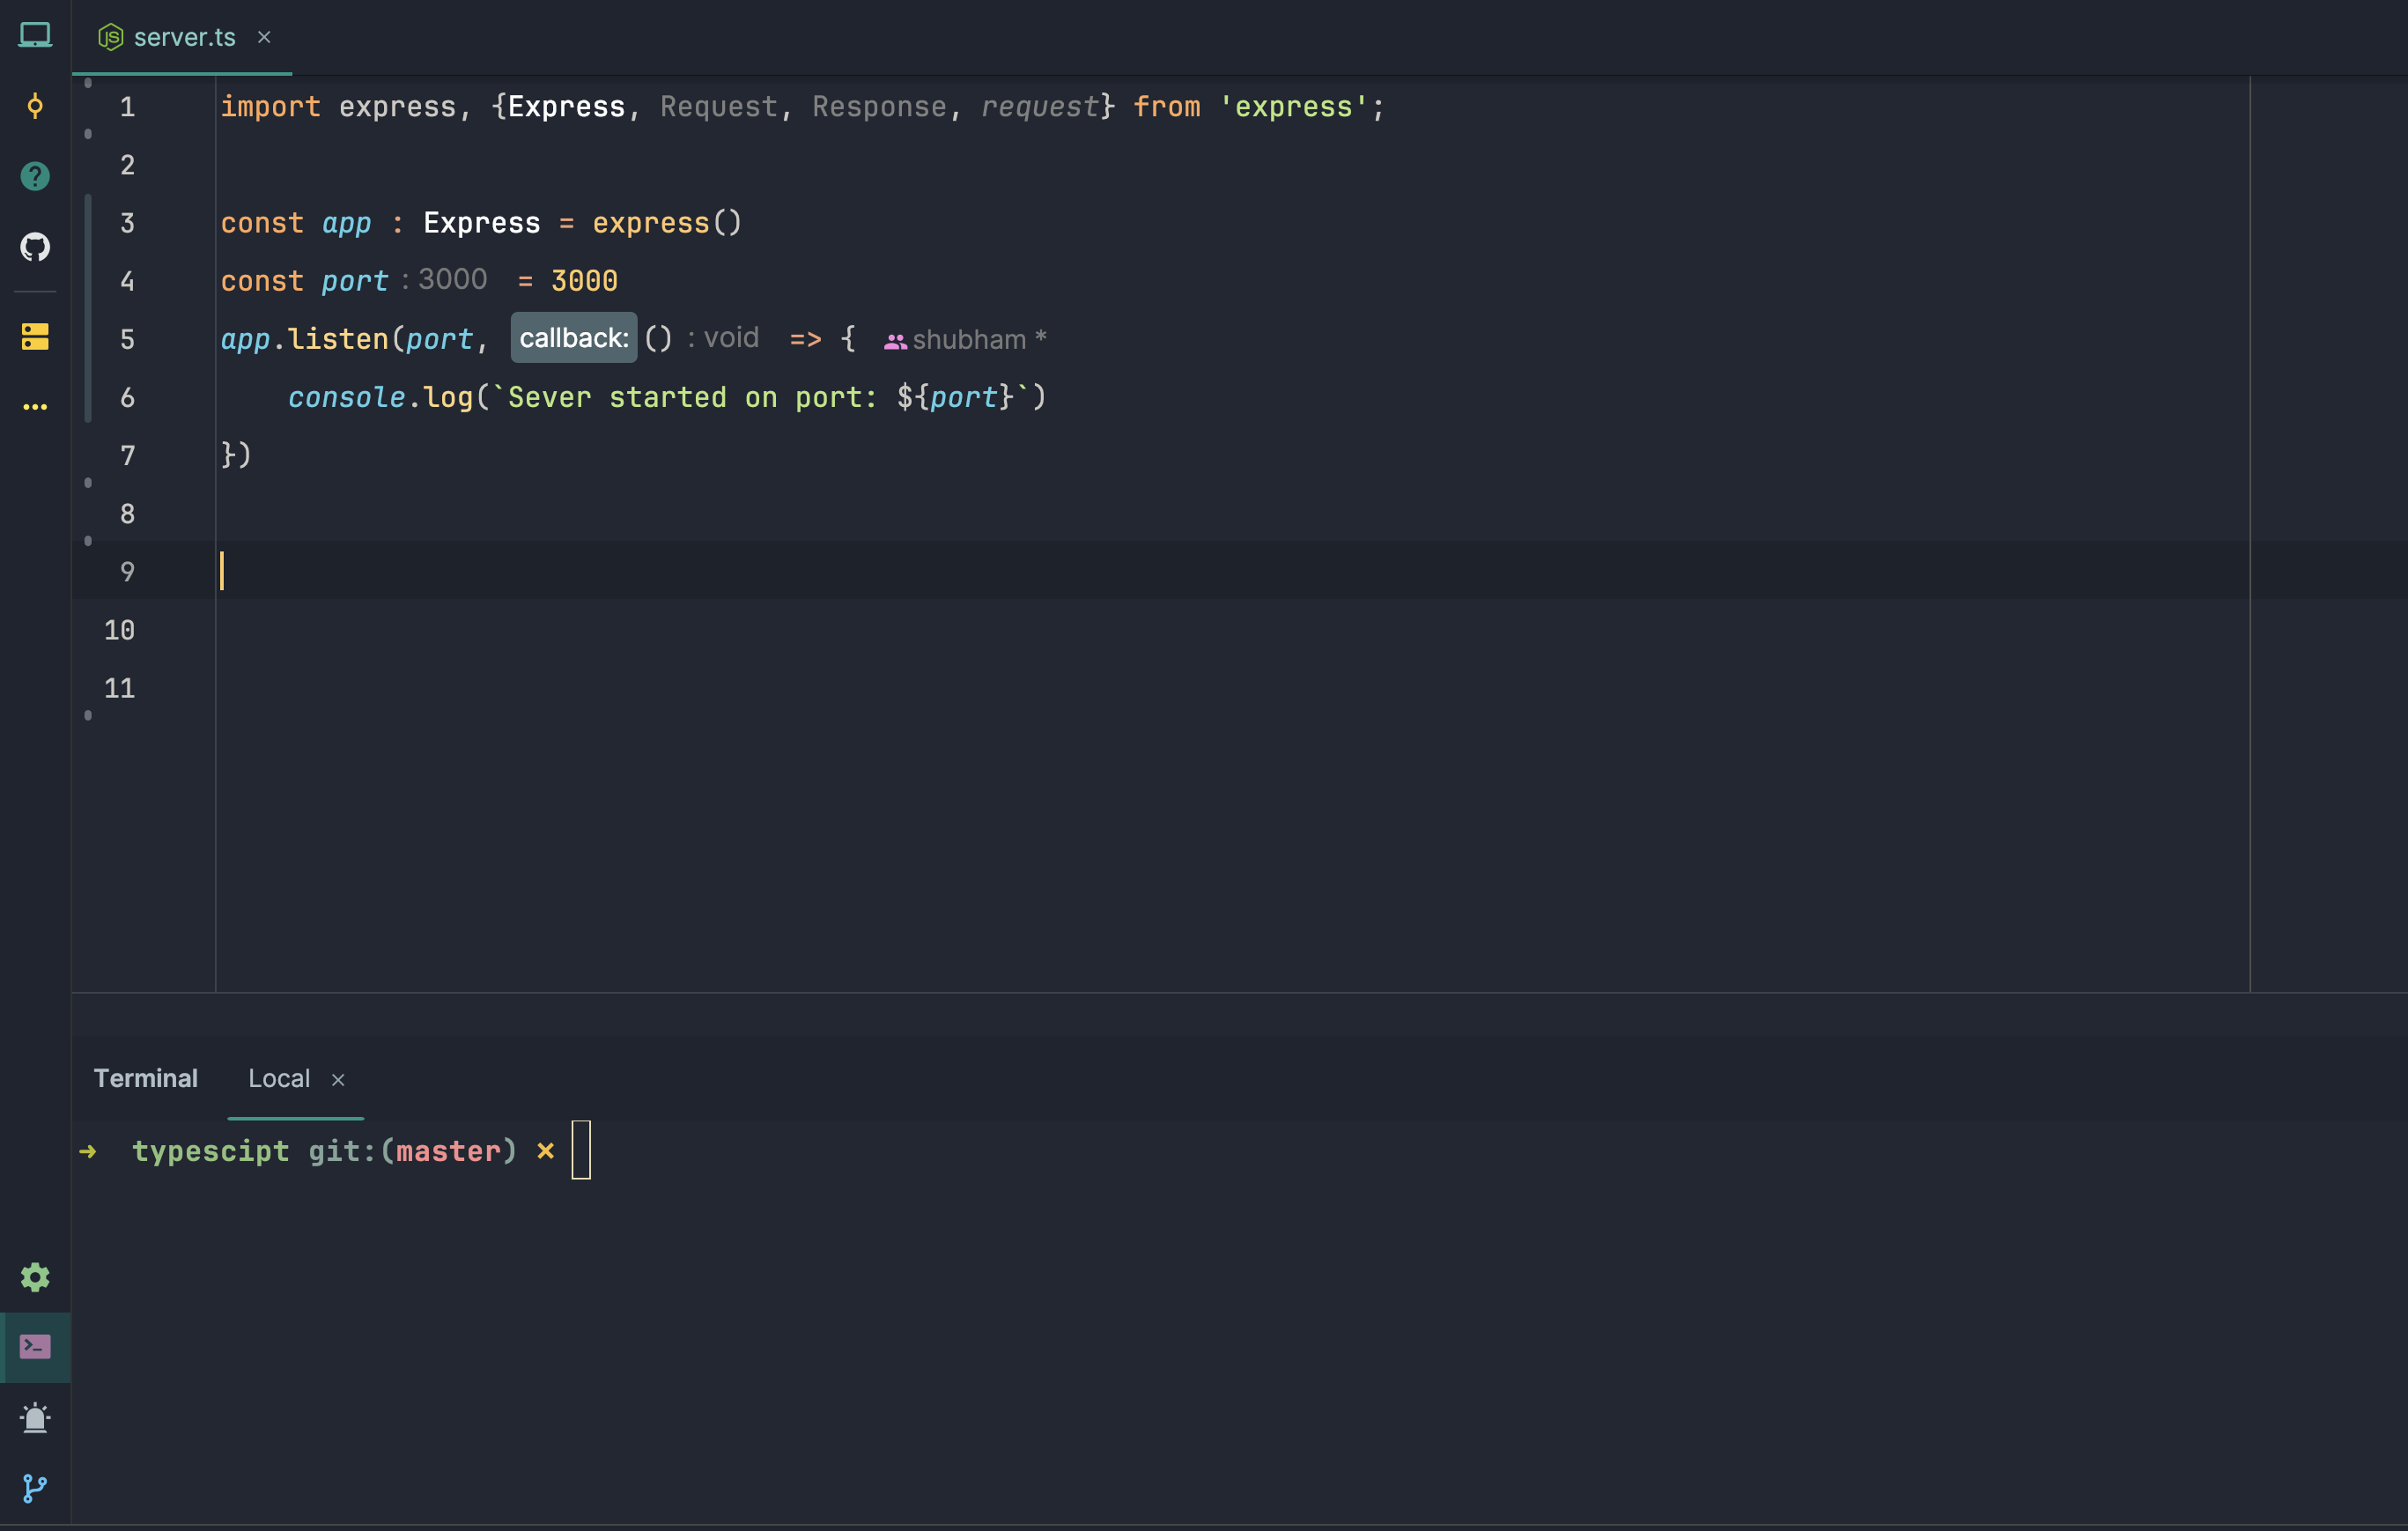 server.ts ×
1 import express, {Express, Request, Response, request} from 'express';
2
3 const app : Express = express()
4 const port : 3000 = 3000
5 app.listen(port, callback: () : void => { shubham *
6 console.log(`Sever started on port: ${port}`)
7 })
8
9
10
11
Terminal Local ×
➜ typescipt git:(master) ×